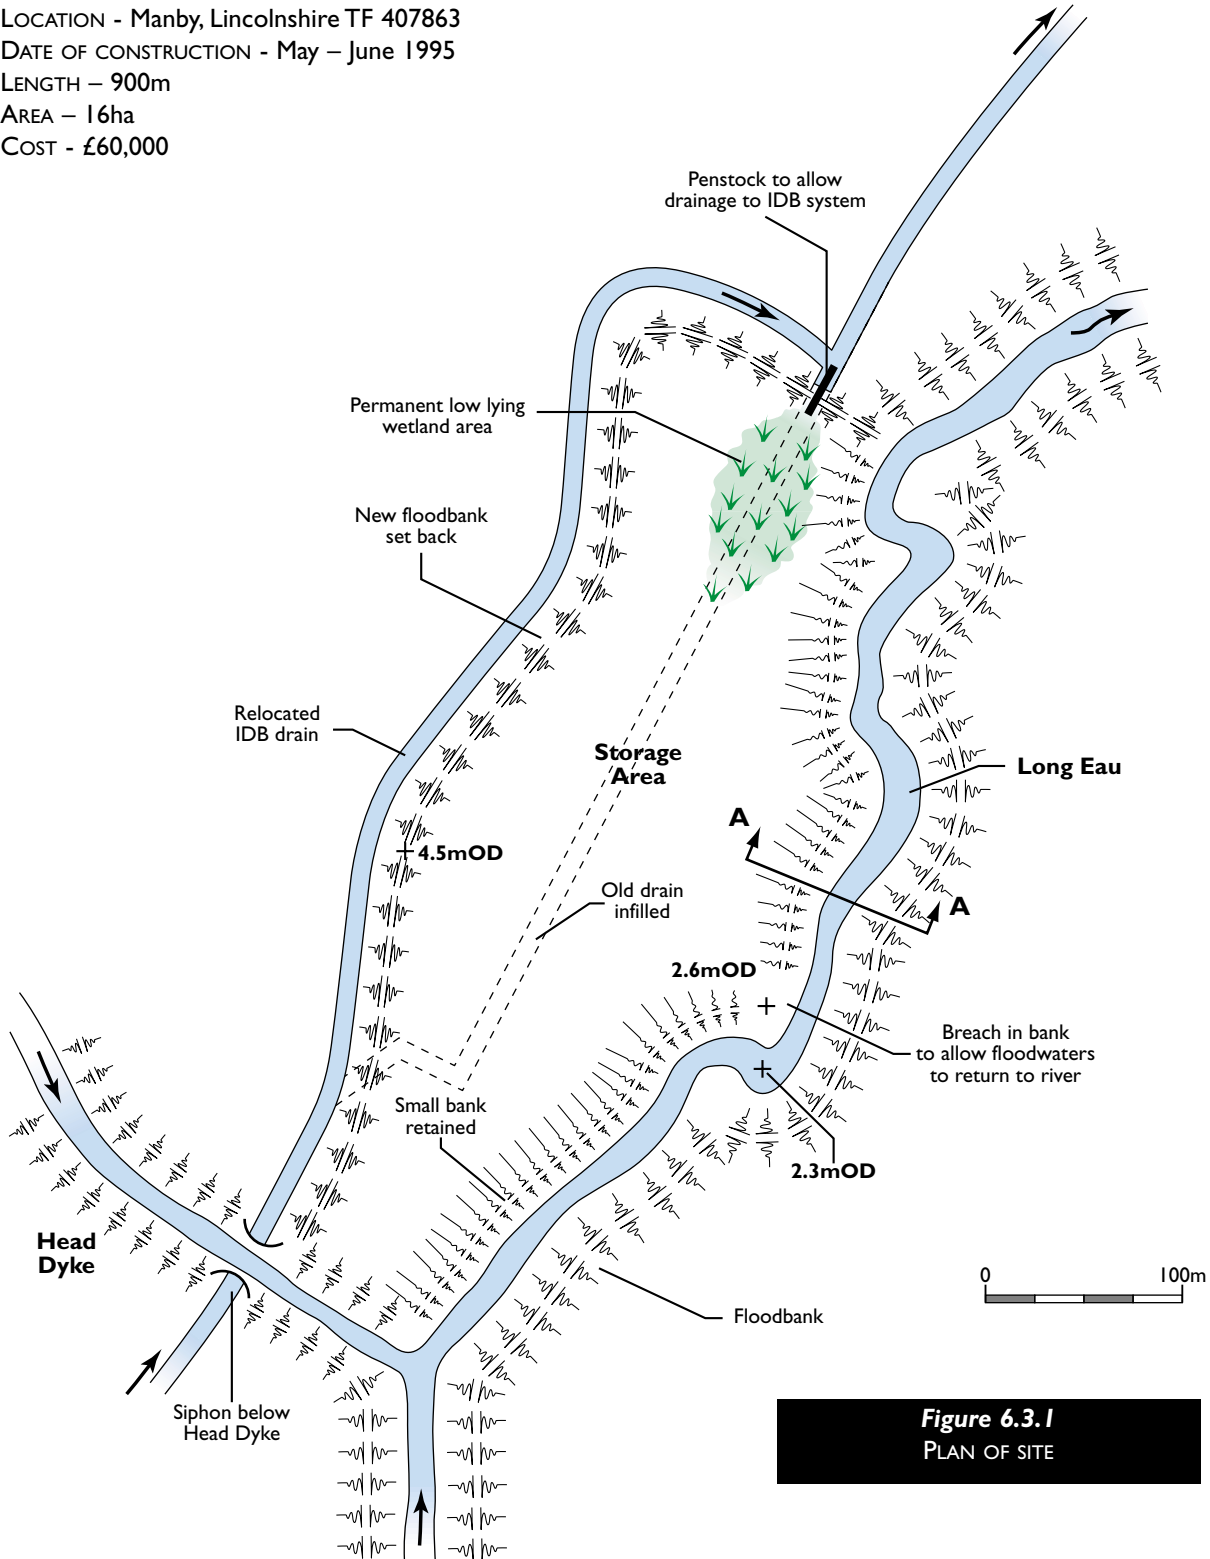 LOCATION - Manby, Lincolnshire TF 407863
DATE OF CONSTRUCTION - May – June 1995
LENGTH – 900m
AREA – 16ha
COST - £60,000
Penstock to allow
drainage to IDB system
Permanent low lying
wetland area
New floodbank
set back
Relocated
IDB drain
Storage
Area
Long Eau
A
4.5mOD
Old drain
infilled
A
2.6mOD
Breach in bank
to allow floodwaters
to return to river
Small bank
retained
2.3mOD
Head
Dyke
0 100m
Floodbank
Siphon below
Head Dyke
Figure 6.3.1
PLAN OF SITE